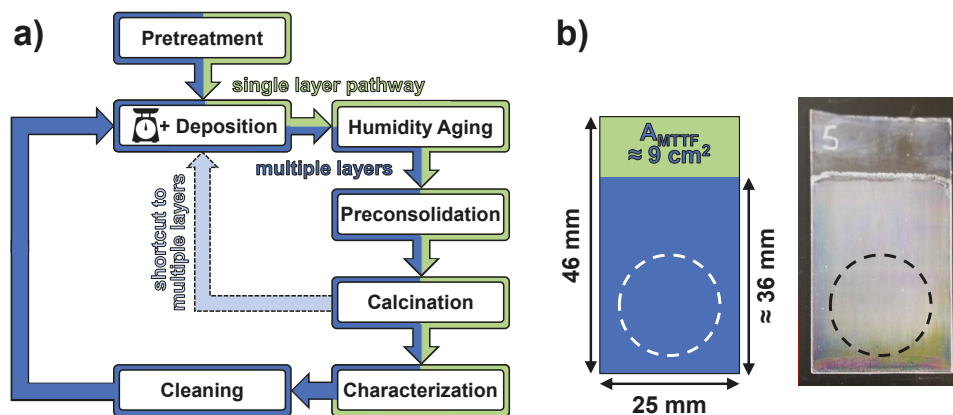 a)
Pretreatment
single layer pathway
+ Deposition
Humidity Aging
multiple layers
Preconsolidation
shortcut to
multiple layers
Calcination
Cleaning
Characterization
b)
A_MTTF
≈ 9 cm²
46 mm
≈ 36 mm
25 mm
5